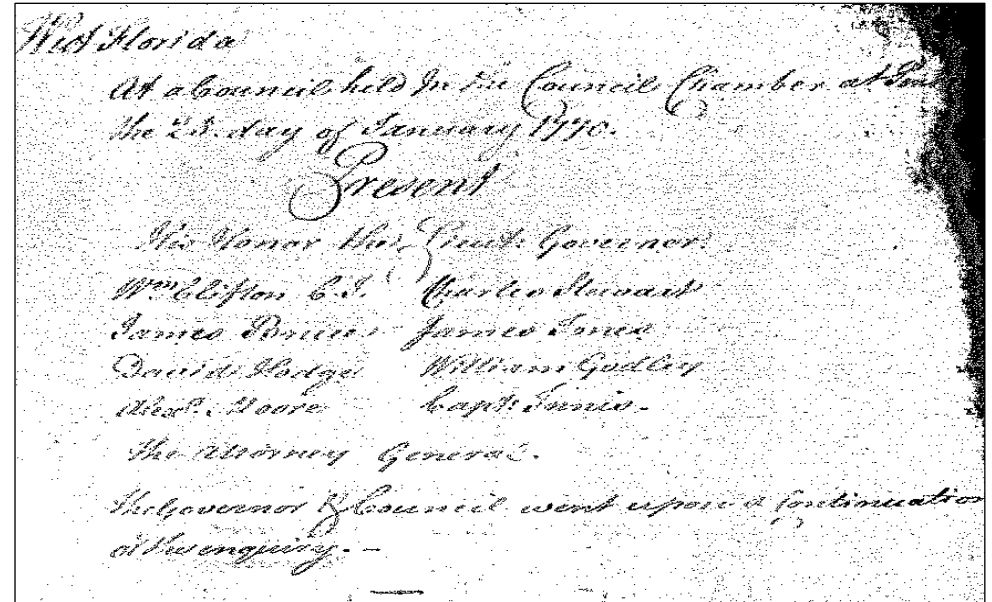 West Florida
At a Council held In the Council Chamber at
the 23. day of January 1770.
Present
His Honor the Lieut: Governor.
Wm Clifton C. J. Charles Stewart
James Bruce James Jones
David Hodge William Godley
Alexr. Moore Capt: Innis.
The Attorney General.
The Governor & Council went upon a Continuation
of the enquiry. —